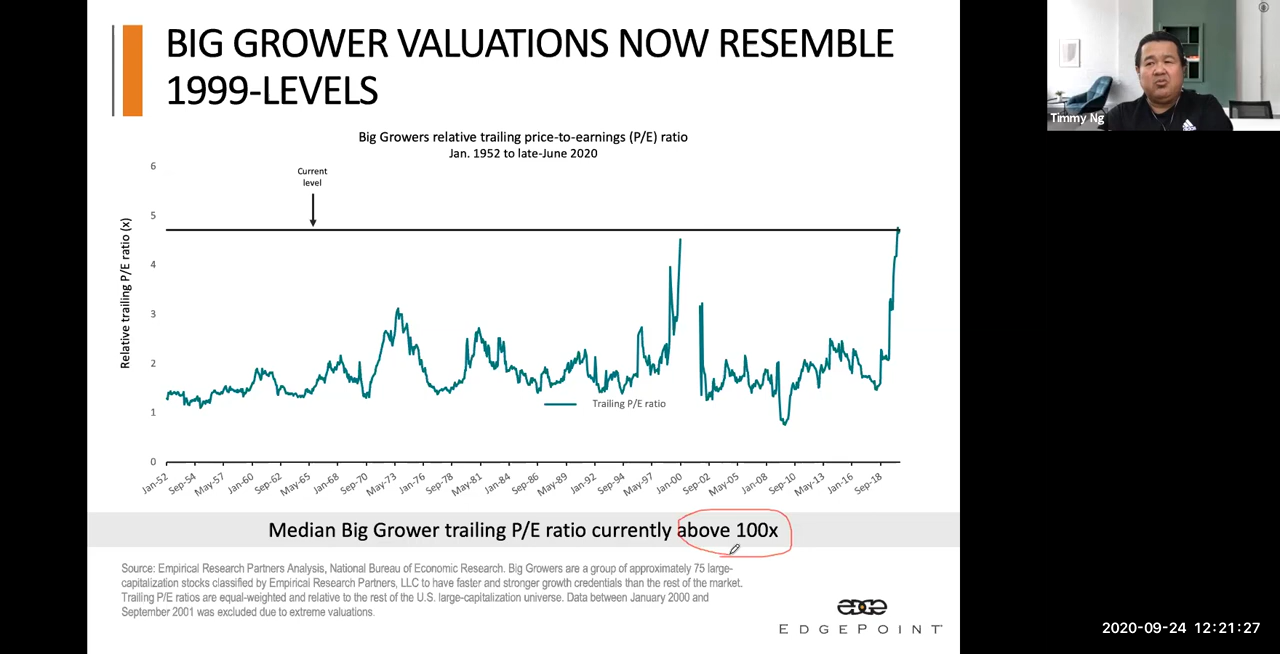 BIG GROWER VALUATIONS NOW RESEMBLE
1999-LEVELS
Timmy Ng
Big Growers relative trailing price-to-earnings (P/E) ratio
Jan. 1952 to late-June 2020
Current
level
Relative trailing P/E ratio (x)
6
5
4
3
2
1
0
Trailing P/E ratio
Jan-52 Sep-54 May-57 Jan-60 Sep-62 May-65 Jan-68 Sep-70 May-73 Jan-76 Sep-78 May-81 Jan-84 Sep-86 May-89 Jan-92 Sep-94 May-97 Jan-00 Sep-02 May-05 Jan-08 Sep-10 May-13 Jan-16 Sep-18
Median Big Grower trailing P/E ratio currently above 100x
Source: Empirical Research Partners Analysis, National Bureau of Economic Research. Big Growers are a group of approximately 75 large-
capitalization stocks classified by Empirical Research Partners, LLC to have faster and stronger growth credentials than the rest of the market.
Trailing P/E ratios are equal-weighted and relative to the rest of the U.S. large-capitalization universe. Data between January 2000 and
September 2001 was excluded due to extreme valuations.
edge
EDGEPOINT
2020-09-24 12:21:27